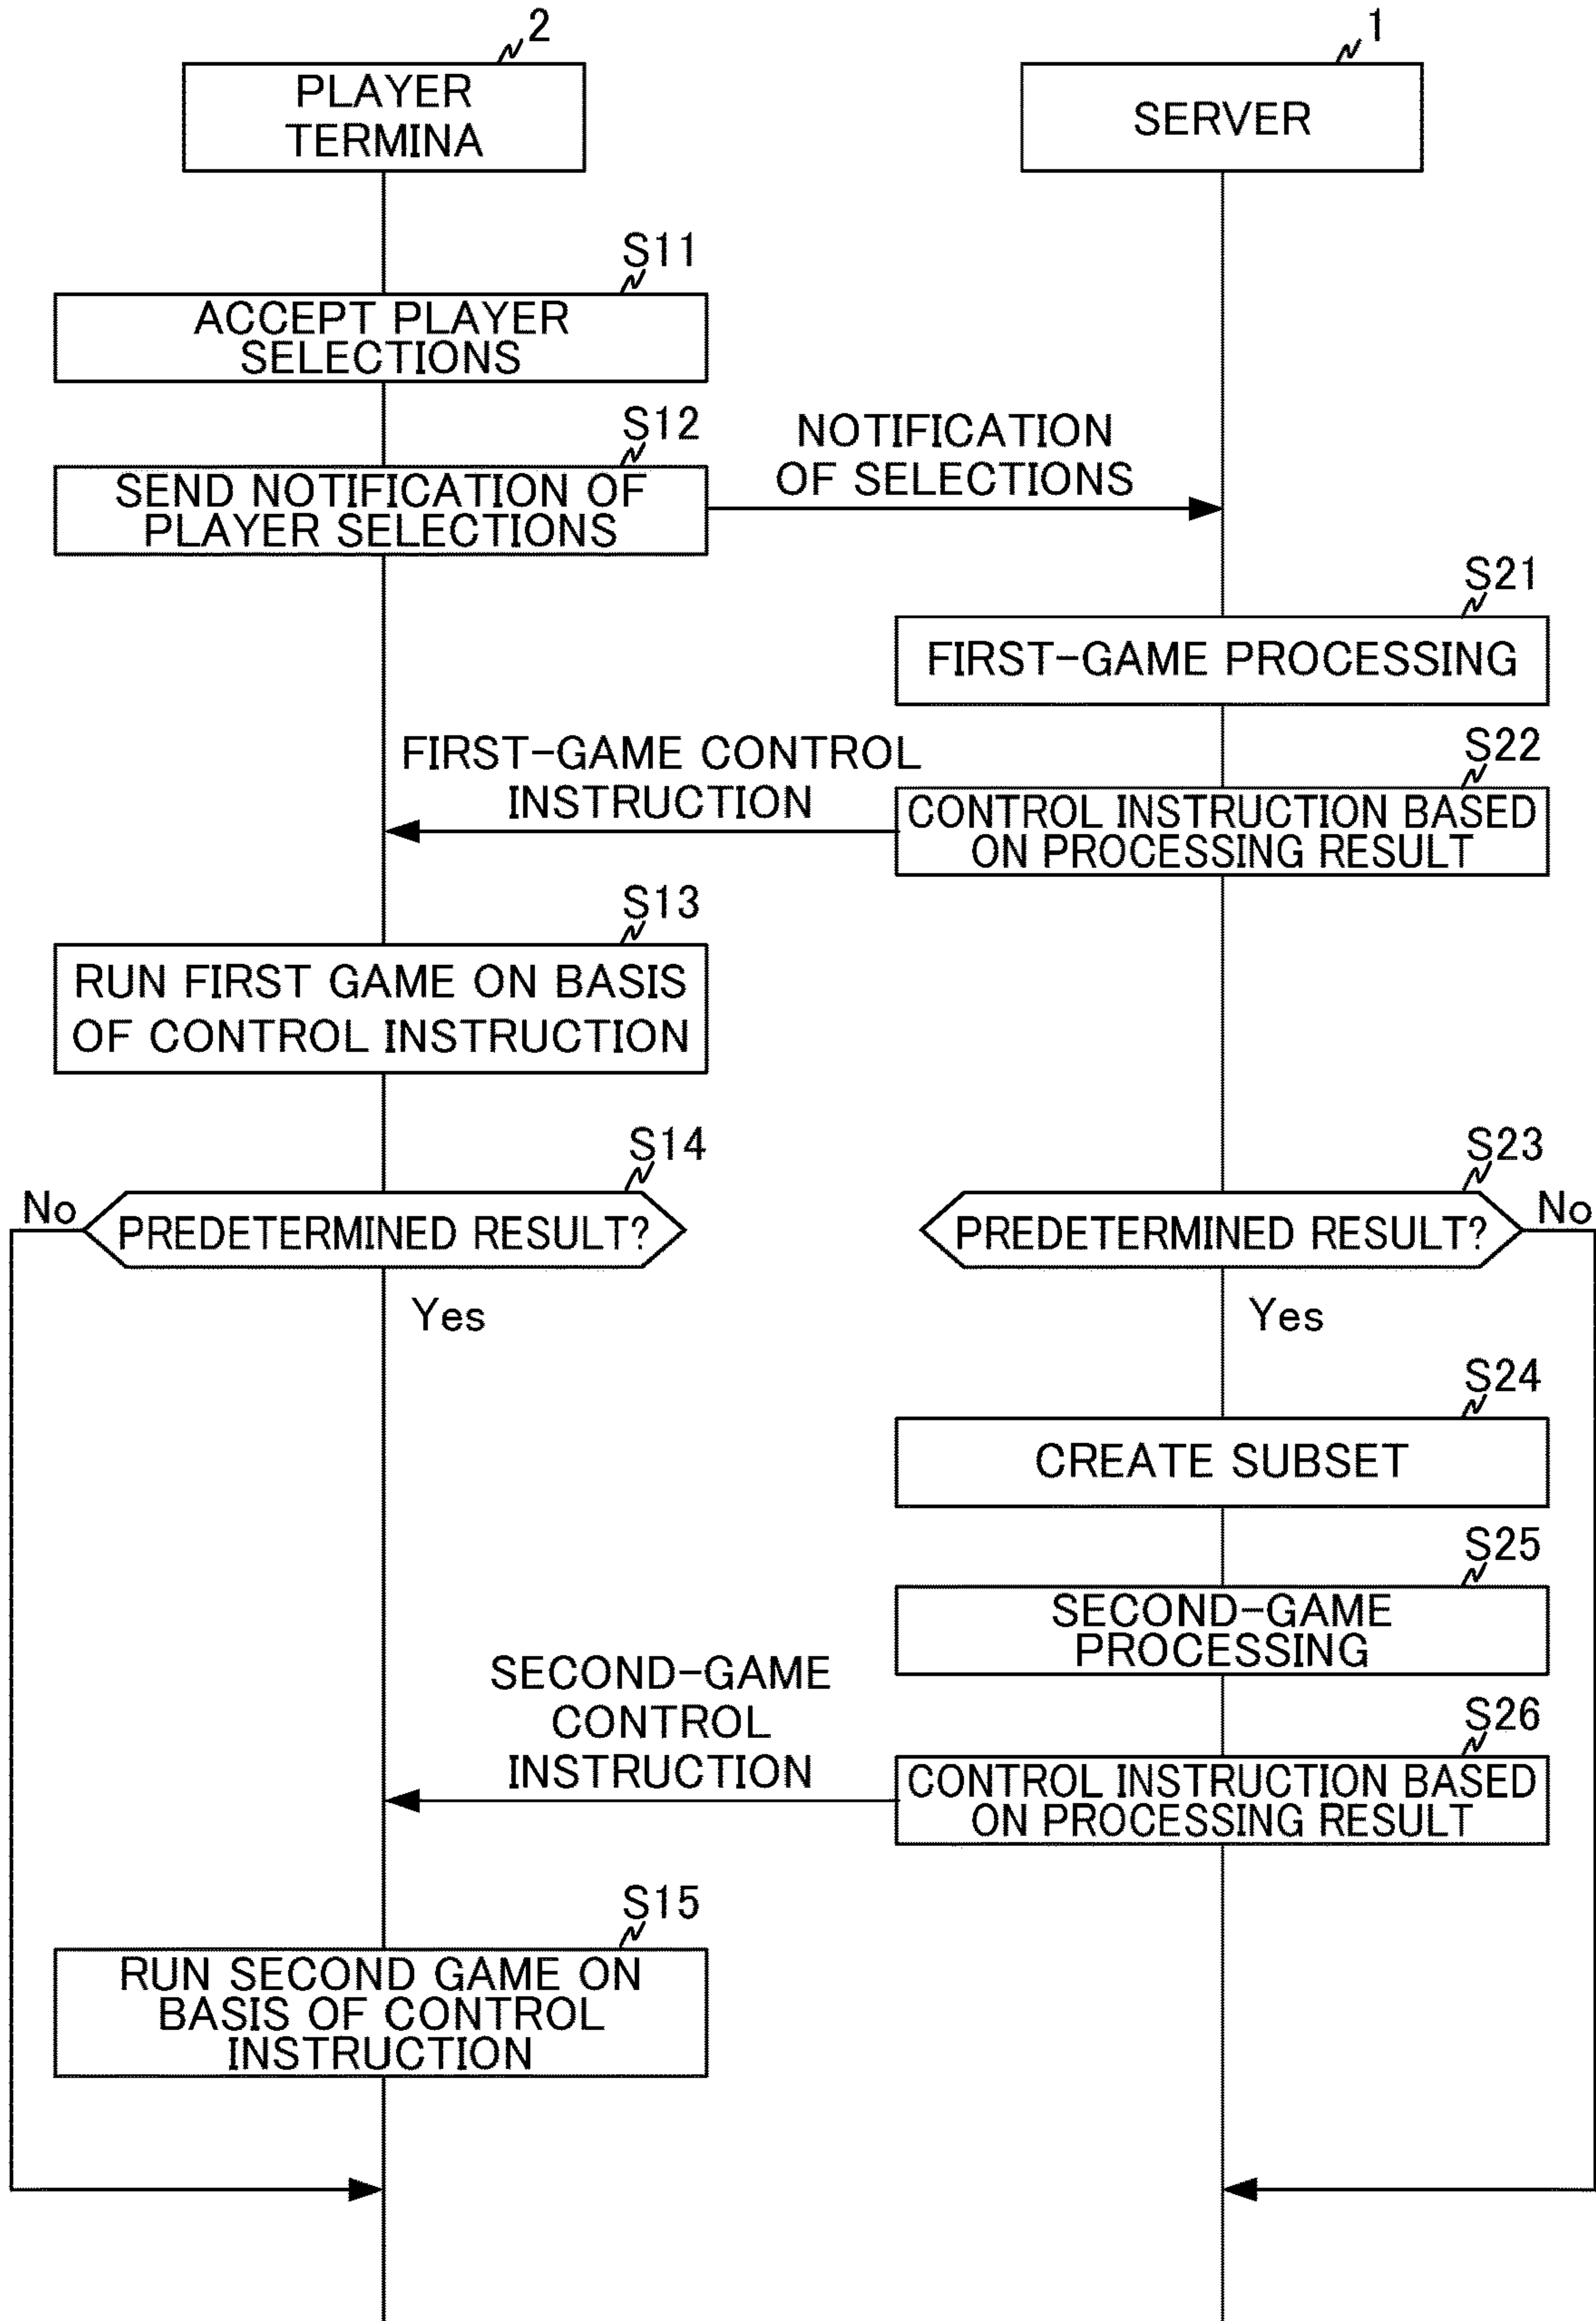 2
PLAYER
TERMINA
1
SERVER
S11
ACCEPT PLAYER
SELECTIONS
S12
SEND NOTIFICATION OF
PLAYER SELECTIONS
NOTIFICATION
OF SELECTIONS
S21
FIRST-GAME PROCESSING
FIRST-GAME CONTROL
INSTRUCTION
S22
CONTROL INSTRUCTION BASED
ON PROCESSING RESULT
S13
RUN FIRST GAME ON BASIS
OF CONTROL INSTRUCTION
S14
No
PREDETERMINED RESULT?
Yes
S23
PREDETERMINED RESULT?
No
Yes
S24
CREATE SUBSET
S25
SECOND-GAME
PROCESSING
SECOND-GAME
CONTROL
INSTRUCTION
S26
CONTROL INSTRUCTION BASED
ON PROCESSING RESULT
S15
RUN SECOND GAME ON
BASIS OF CONTROL
INSTRUCTION